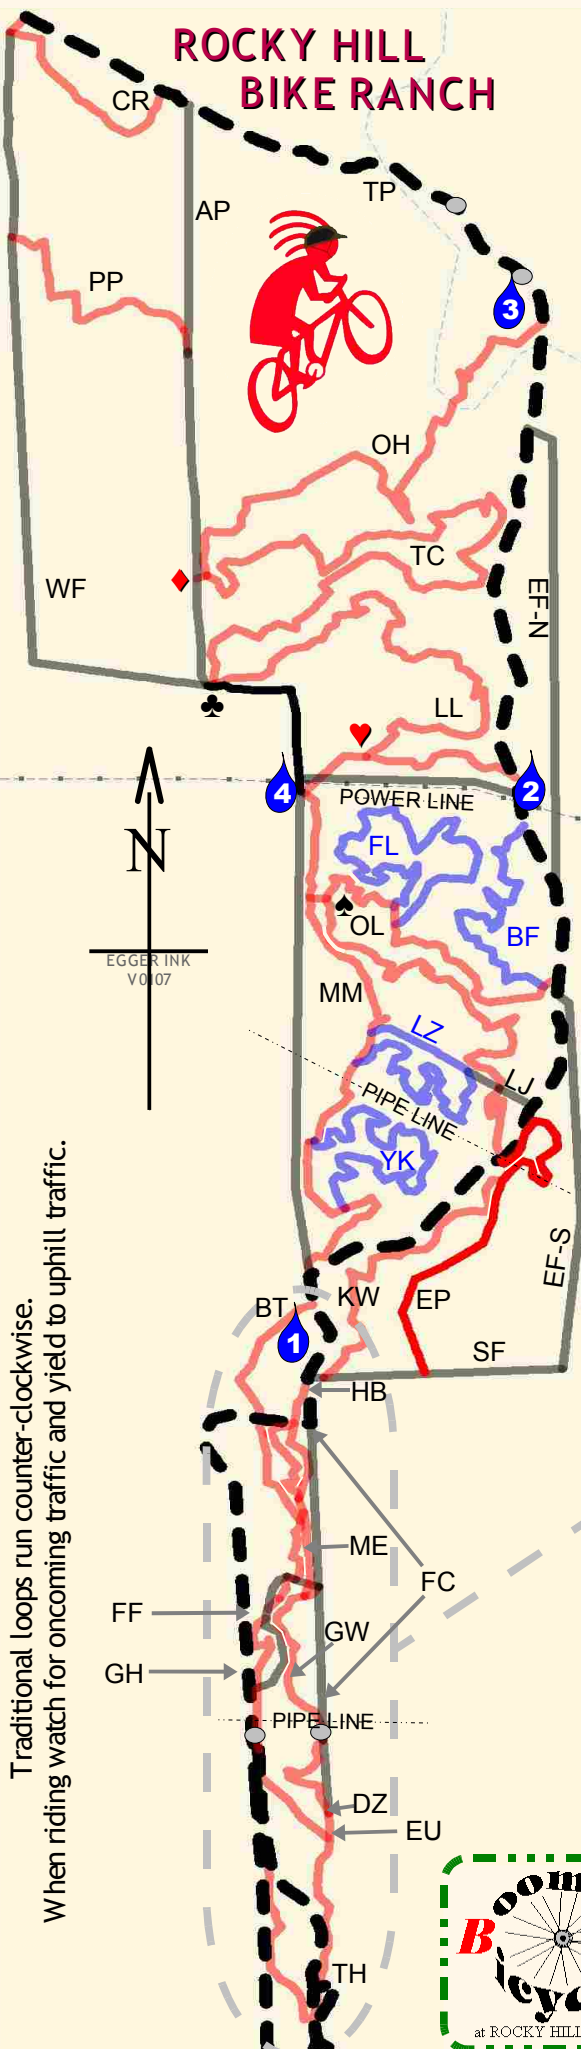 ROCKY HILL
BIKE RANCH
CR
TP
AP
PP
3
OH
TC
WF
EF-N
LL
4
2
POWER LINE
FL
N
OL
BF
EGGER INK
V0107
MM
LZ
LJ
PIPE LINE
YK
EF-S
BT
KW
EP
1
SF
HB
ME
FC
FF
GW
GH
PIPE LINE
DZ
EU
TH
Traditional loops run counter-clockwise.
When riding watch for oncoming traffic and yield to uphill traffic.
Boom
icyc
at ROCKY HILL